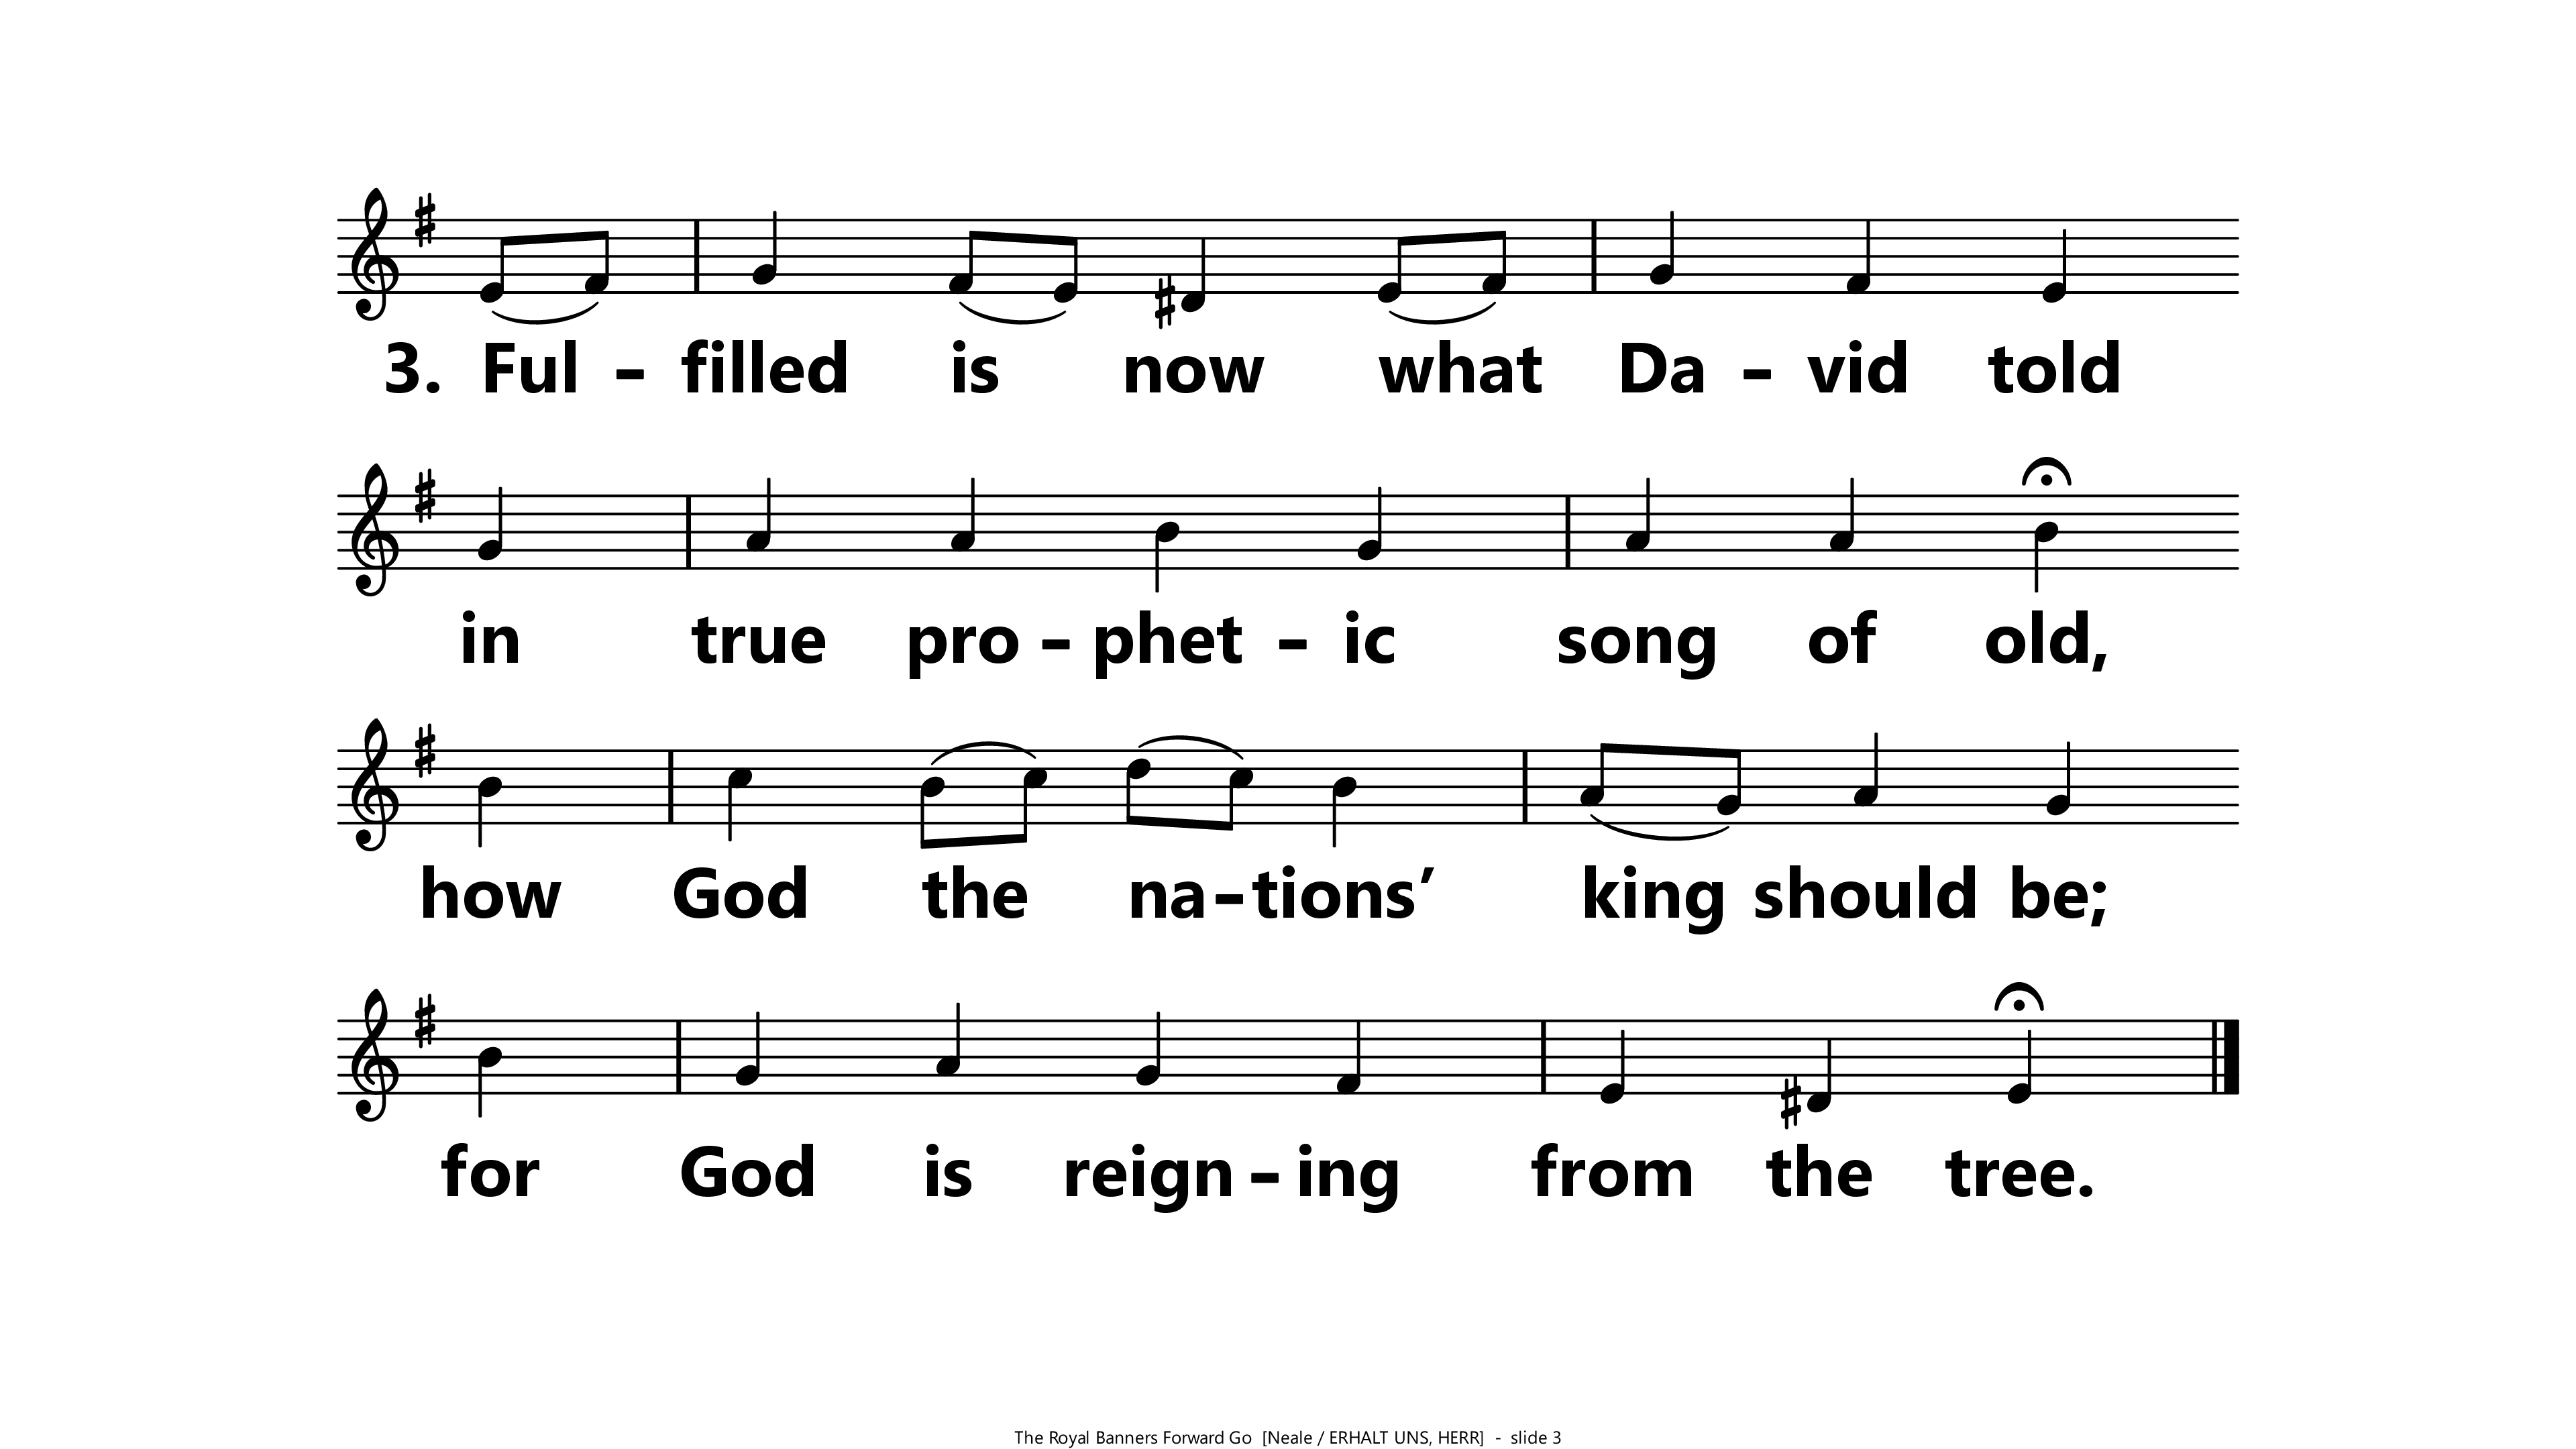 3. Ful – filled is now what Da – vid told
in true pro – phet – ic song of old,
how God the na – tions’ king should be;
for God is reign – ing from the tree.
The Royal Banners Forward Go [Neale / ERHALT UNS, HERR] - slide 3